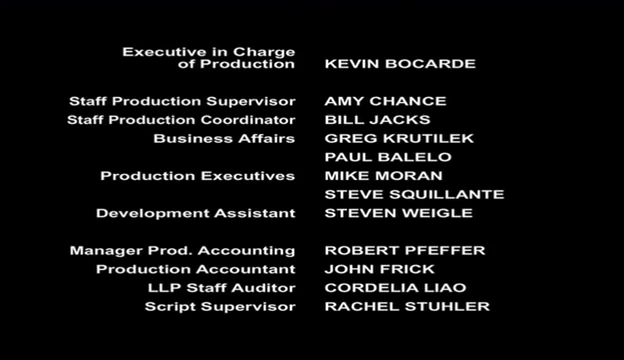 Executive in Charge
of Production KEVIN BOCARDE
Staff Production Supervisor AMY CHANCE
Staff Production Coordinator BILL JACKS
Business Affairs GREG KRUTILEK
PAUL BALELO
Production Executives MIKE MORAN
STEVE SQUILLANTE
Development Assistant STEVEN WEIGLE
Manager Prod. Accounting ROBERT PFEFFER
Production Accountant JOHN FRICK
LLP Staff Auditor CORDELIA LIAO
Script Supervisor RACHEL STUHLER